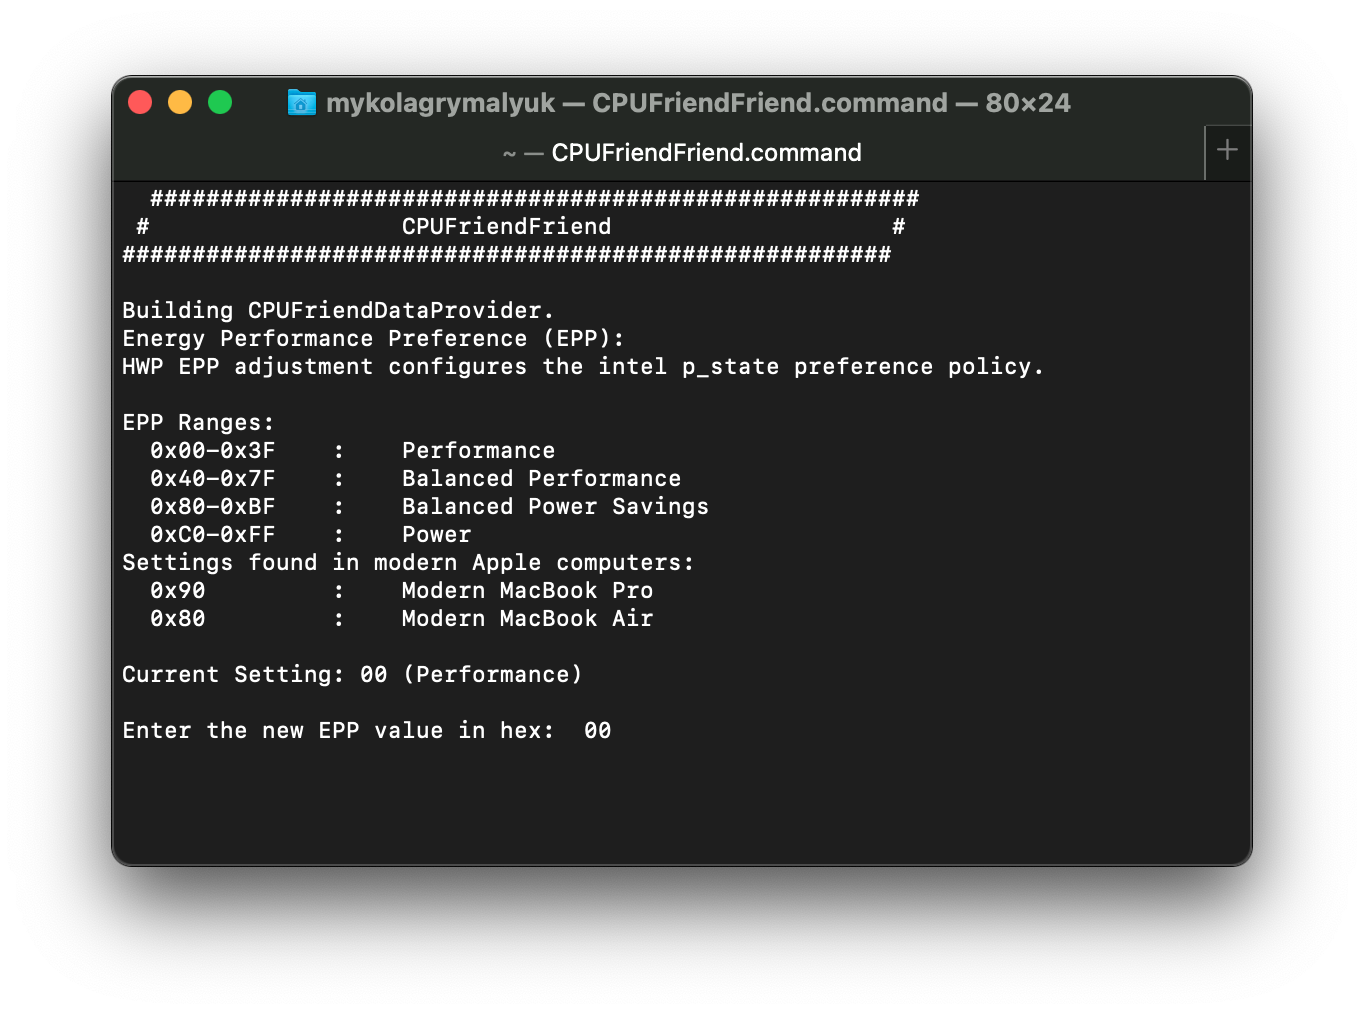 mykolagrymalyuk — CPUFriendFriend.command — 80×24
~ — CPUFriendFriend.command
+
  #######################################################
 #                  CPUFriendFriend                    #
#######################################################
Building CPUFriendDataProvider.
Energy Performance Preference (EPP):
HWP EPP adjustment configures the intel p_state preference policy.
EPP Ranges:
  0x00-0x3F    :    Performance
  0x40-0x7F    :    Balanced Performance
  0x80-0xBF    :    Balanced Power Savings
  0xC0-0xFF    :    Power
Settings found in modern Apple computers:
  0x90         :    Modern MacBook Pro
  0x80         :    Modern MacBook Air
Current Setting: 00 (Performance)
Enter the new EPP value in hex:  00